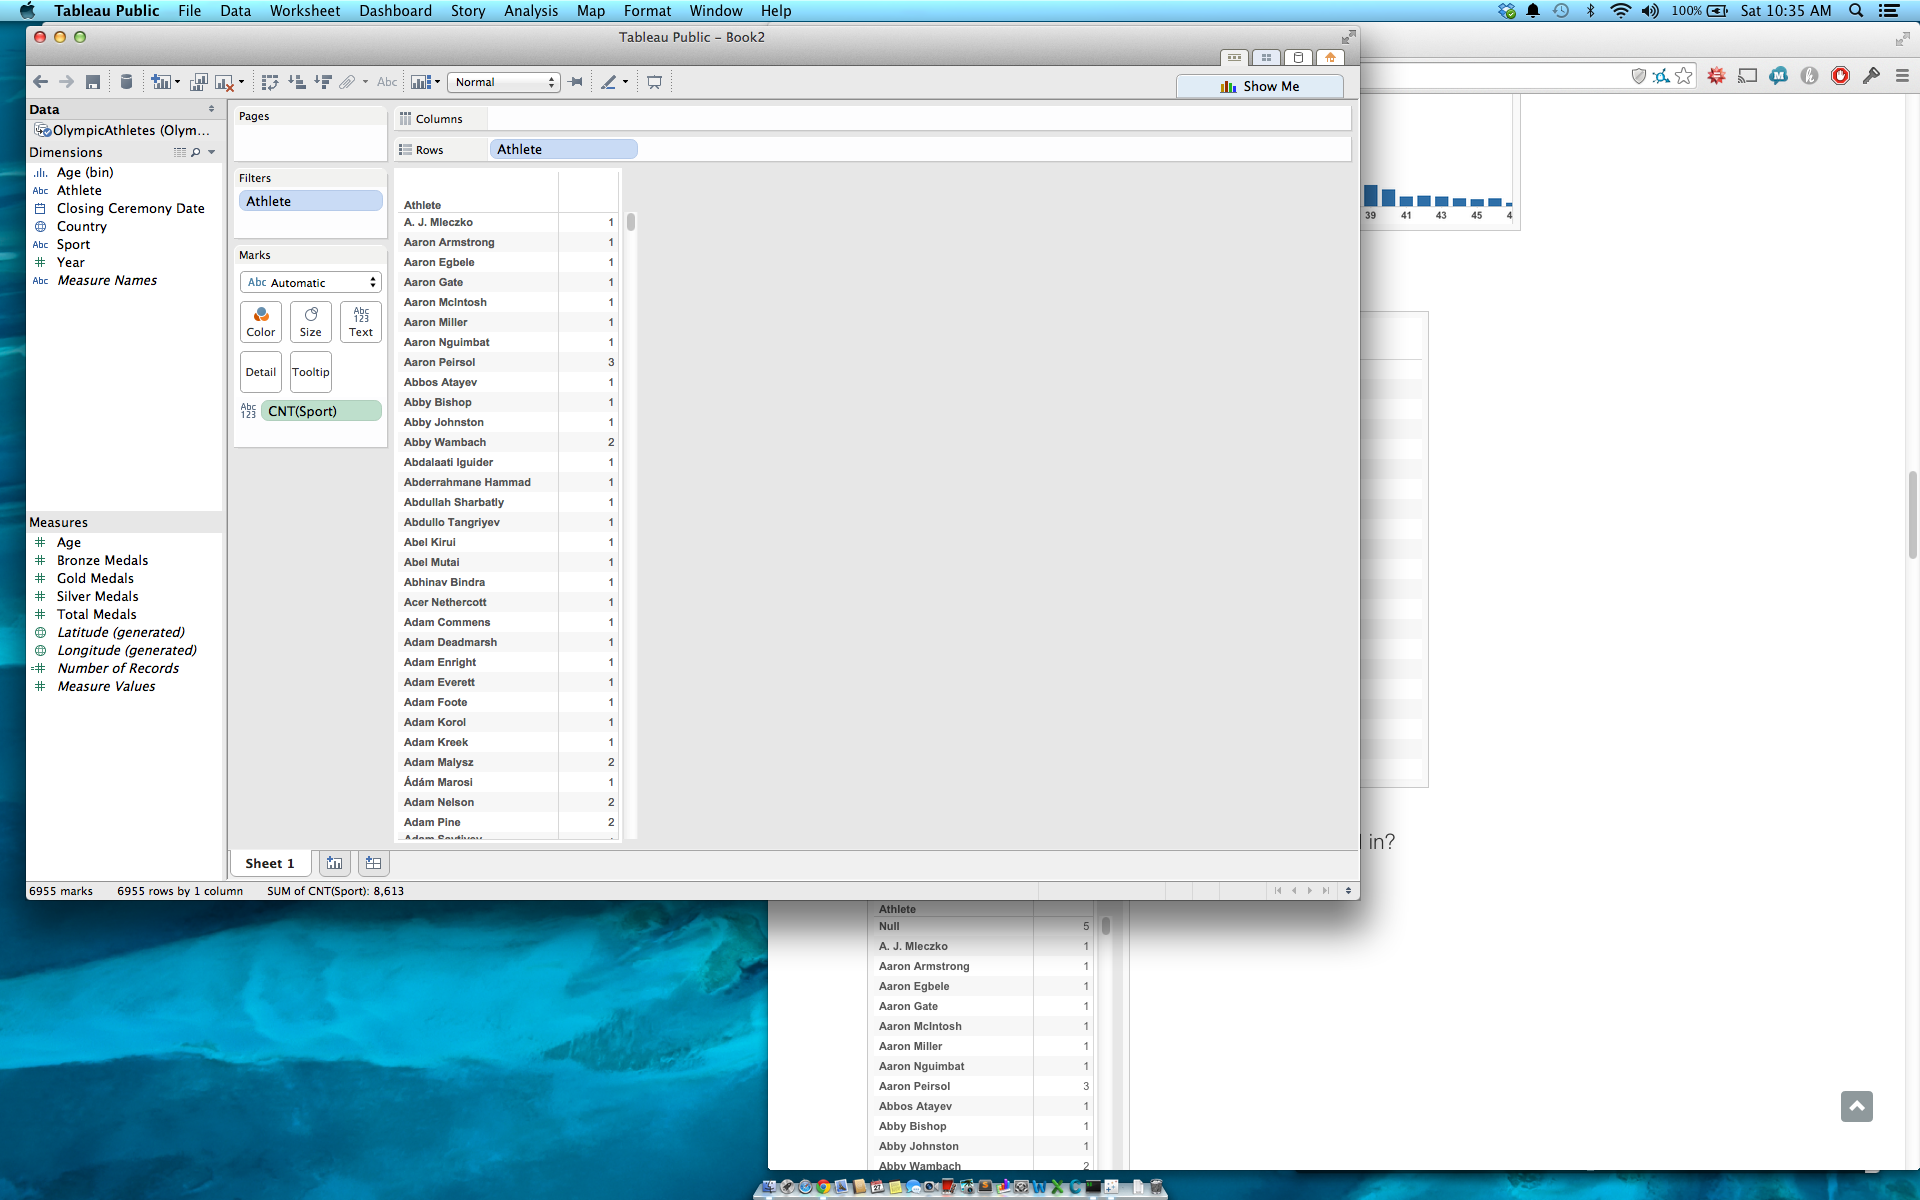 Tableau Public File Data Worksheet Dashboard Story Analysis Map Format Window Help 100% Sat 10:35 AM
Tableau Public - Book2
Abc Normal Show Me
Data
OlympicAthletes (Olym...
Dimensions
Age (bin)
Abc Athlete
Closing Ceremony Date
Country
Abc Sport
Year
Abc Measure Names
Measures
Age
Bronze Medals
Gold Medals
Silver Medals
Total Medals
Latitude (generated)
Longitude (generated)
Number of Records
Measure Values
Pages
Filters
Athlete
Marks
Abc Automatic
Color
Size
Abc
123
Text
Detail
Tooltip
Abc
123
CNT(Sport)
Columns
Rows Athlete
Athlete
A. J. Mleczko 1
Aaron Armstrong 1
Aaron Egbele 1
Aaron Gate 1
Aaron McIntosh 1
Aaron Miller 1
Aaron Nguimbat 1
Aaron Peirsol 3
Abbos Atayev 1
Abby Bishop 1
Abby Johnston 1
Abby Wambach 2
Abdalaati Iguider 1
Abderrahmane Hammad 1
Abdullah Sharbatly 1
Abdullo Tangriyev 1
Abel Kirui 1
Abel Mutai 1
Abhinav Bindra 1
Acer Nethercott 1
Adam Commens 1
Adam Deadmarsh 1
Adam Enright 1
Adam Everett 1
Adam Foote 1
Adam Korol 1
Adam Kreek 1
Adam Malysz 2
Ádám Marosi 1
Adam Nelson 2
Adam Pine 2
Sheet 1
6955 marks 6955 rows by 1 column SUM of CNT(Sport): 8,613
39 41 43 45 4
in?
Athlete
Null 5
A. J. Mleczko 1
Aaron Armstrong 1
Aaron Egbele 1
Aaron Gate 1
Aaron McIntosh 1
Aaron Miller 1
Aaron Nguimbat 1
Aaron Peirsol 3
Abbos Atayev 1
Abby Bishop 1
Abby Johnston 1
Abby Wambach 2